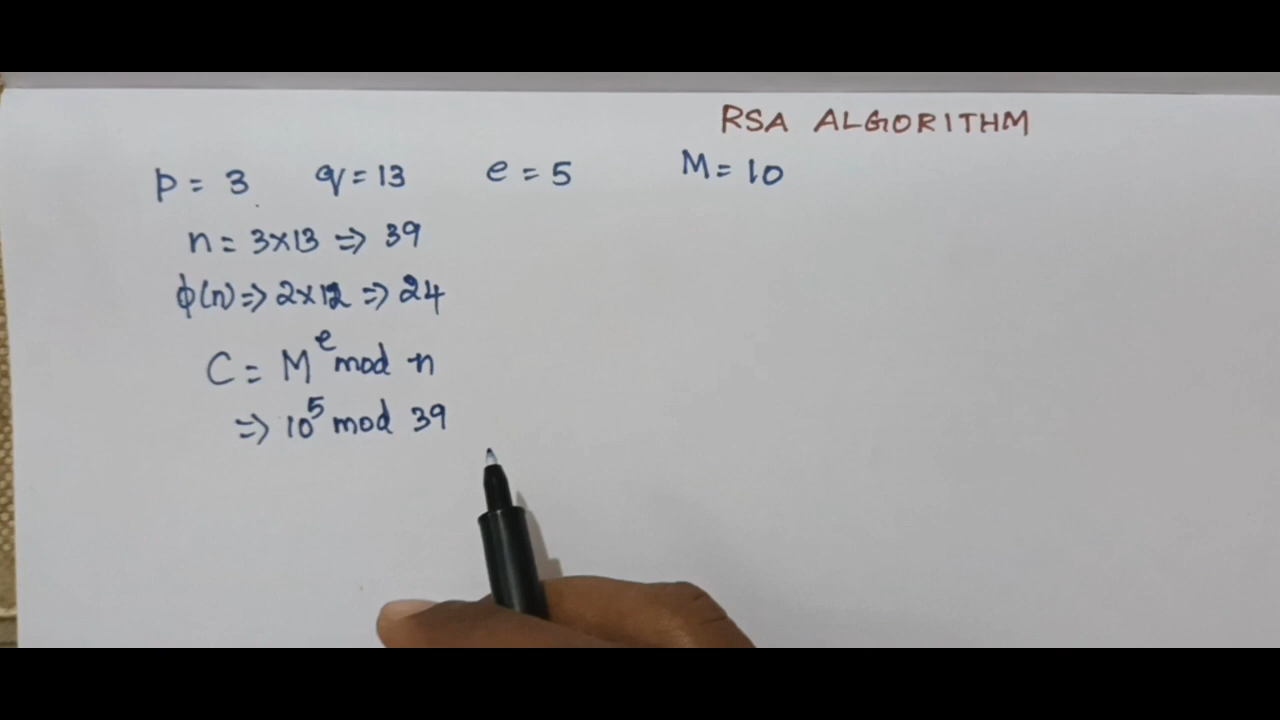 RSA ALGORITHM
p = 3 q = 13 e = 5 M = 10
n = 3×13 => 39
ϕ(n) => 2×12 => 24
C = M^e mod n
=> 10^5 mod 39